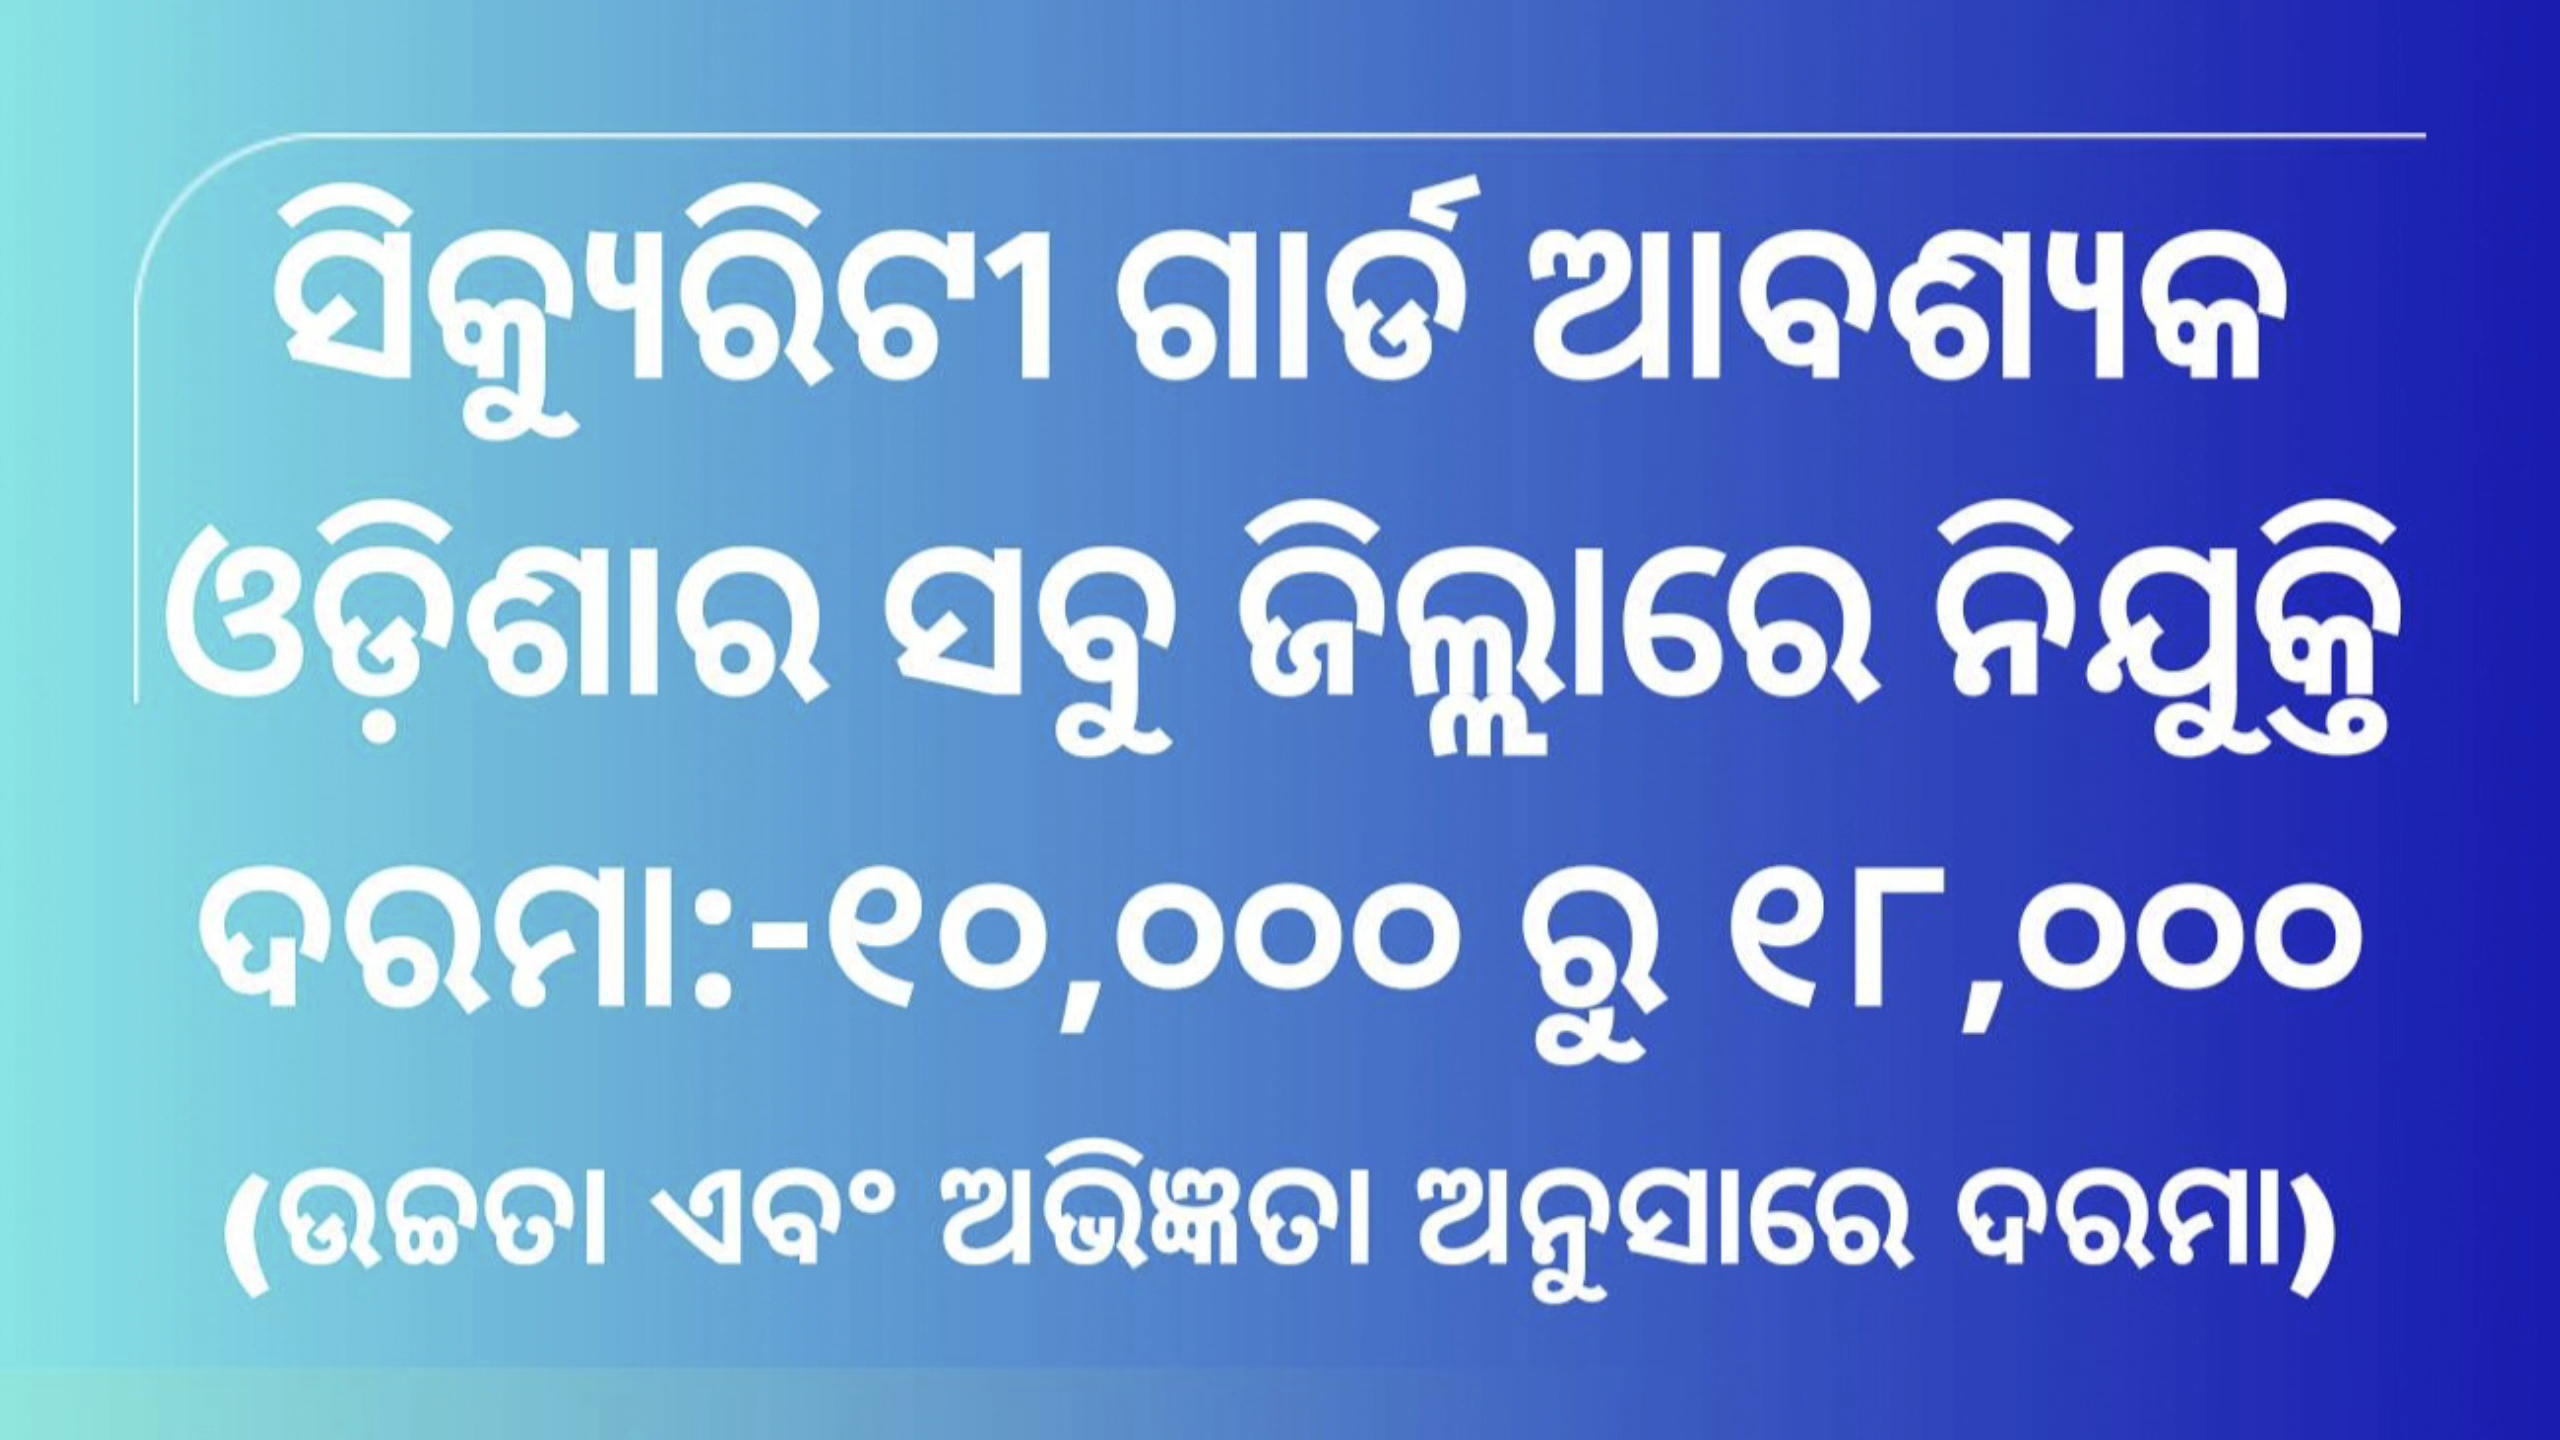 ସିକ୍ୟୁରିଟୀ ଗାର୍ଡ ଆବଶ୍ୟକ
ଓଡ଼ିଶାର ସବୁ ଜିଲ୍ଲାରେ ନିଯୁକ୍ତି
ଦରମା:-୧୦,୦୦୦ ରୁ ୧୮,୦୦୦
(ଉଚ୍ଚତା ଏବଂ ଅଭିଜ୍ଞତା ଅନୁସାରେ ଦରମା)